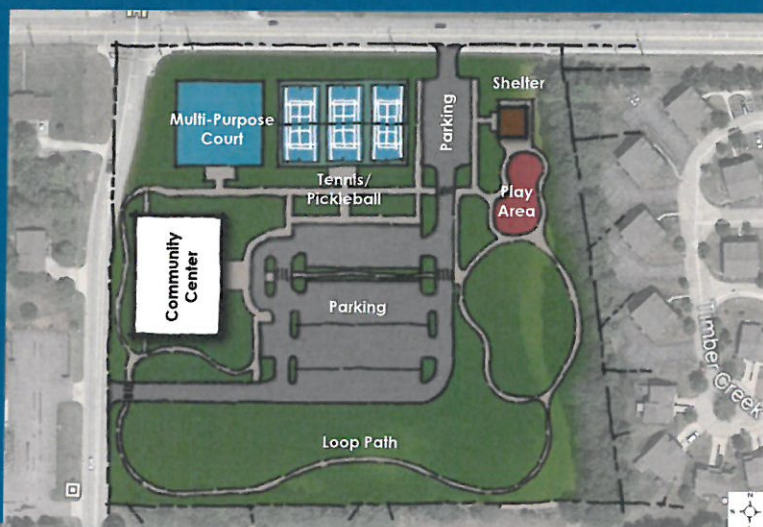 Shelter
Multi-Purpose
Court
Parking
Tennis/
Pickleball
Play
Area
Community
Center
Parking
Timber Creek
Loop Path
N